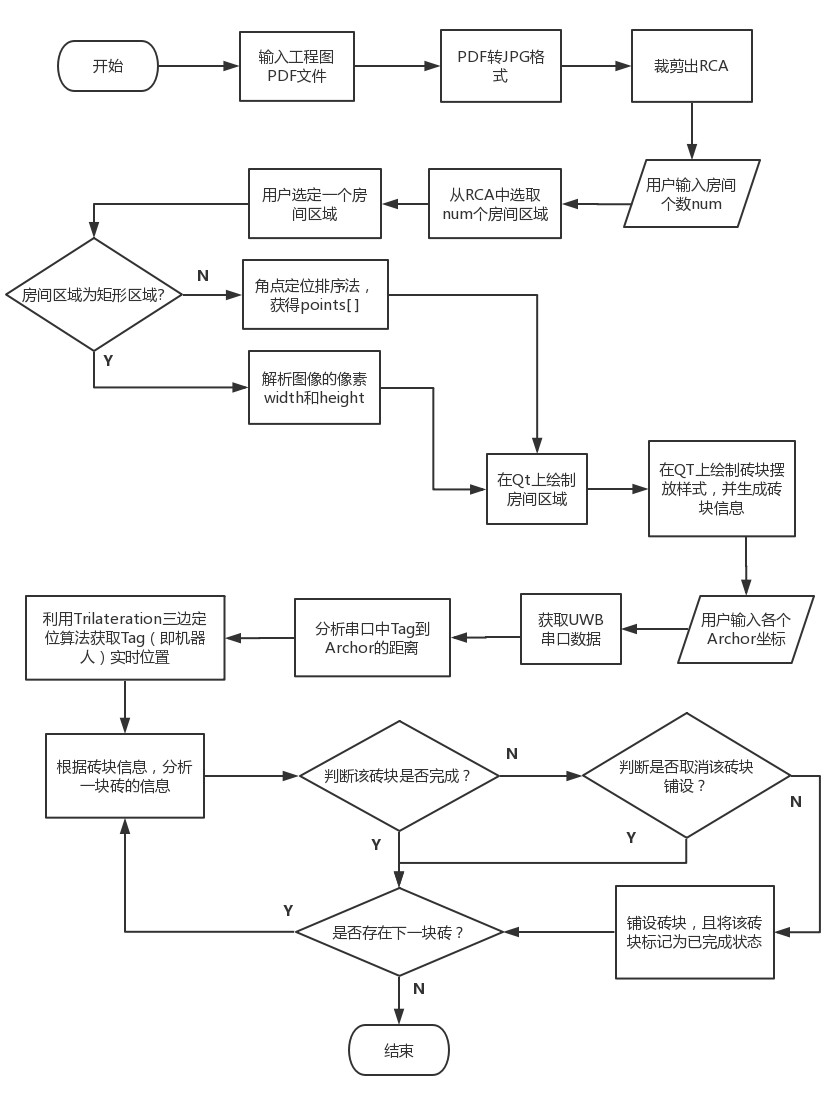 开始
输入工程图
PDF文件
PDF转JPG格
式
裁剪出RCA
用户输入房间
个数num
从RCA中选取
num个房间区域
用户选定一个房
间区域
房间区域为矩形区域?
N
Y
角点定位排序法，
获得points[ ]
解析图像的像素
width和height
在Qt上绘制
房间区域
在QT上绘制砖块摆
放样式，并生成砖
块信息
用户输入各个
Archor坐标
获取UWB
串口数据
分析串口中Tag到
Archor的距离
利用Trilateration三边定
位算法获取Tag（即机器
人）实时位置
根据砖块信息，分析
一块砖的信息
判断该砖块是否完成？
N
Y
判断是否取消该砖块
铺设？
N
Y
铺设砖块，且将该砖
块标记为已完成状态
是否存在下一块砖？
Y
N
结束